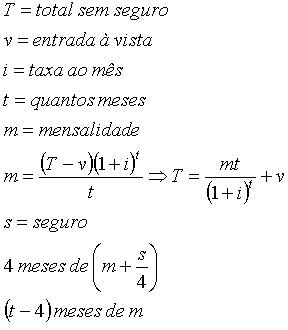 T = total sem seguro
v = entrada à vista
i = taxa ao mês
t = quantos meses
m = mensalidade
m = (T − v)(1 + i)^t / t ⇒ T = mt / (1 + i)^t + v
s = seguro
4 meses de (m + s/4)
(t − 4) meses de m